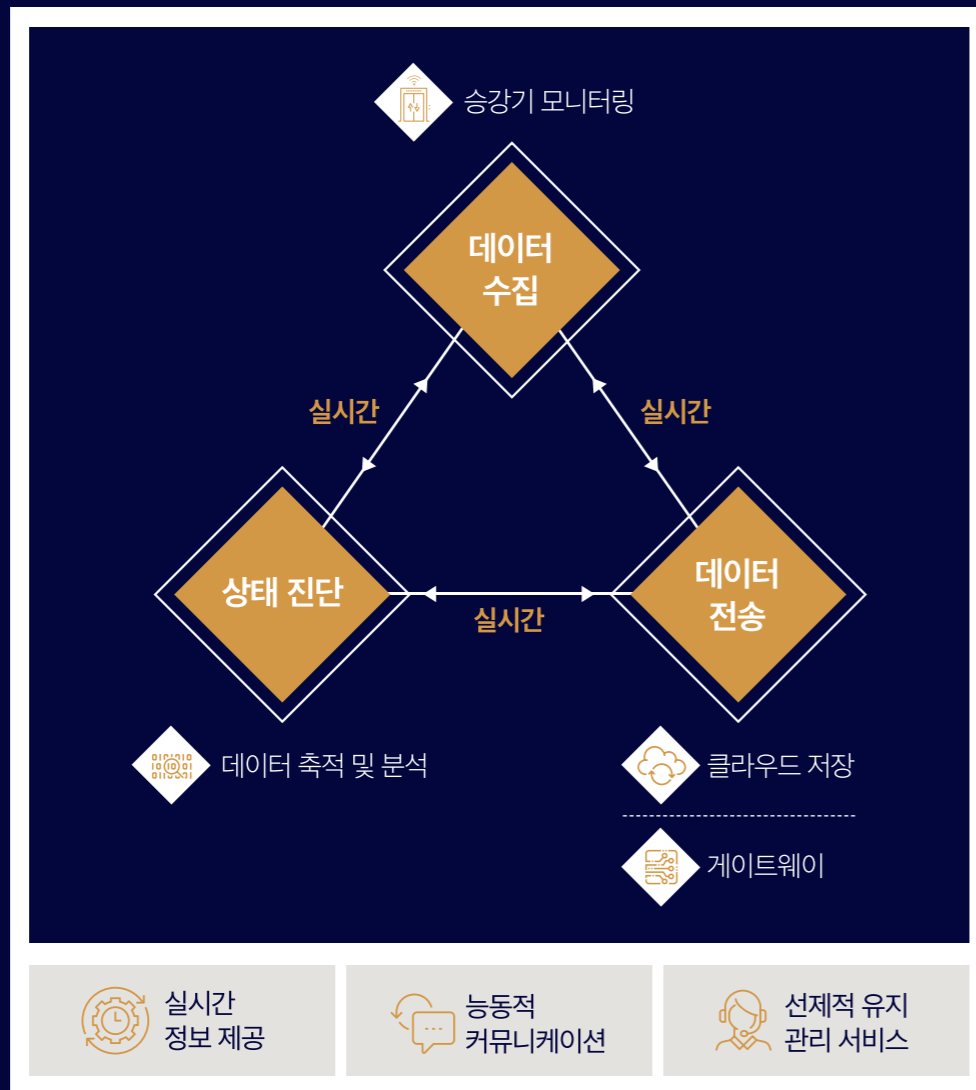 승강기 모니터링
데이터
수집
실시간
실시간
상태 진단
데이터
전송
실시간
데이터 축적 및 분석
클라우드 저장
게이트웨이
실시간
정보 제공
능동적
커뮤니케이션
선제적 유지
관리 서비스